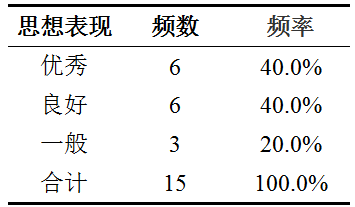 思想表现 频数 频率
优秀 6 40.0%
良好 6 40.0%
一般 3 20.0%
合计 15 100.0%